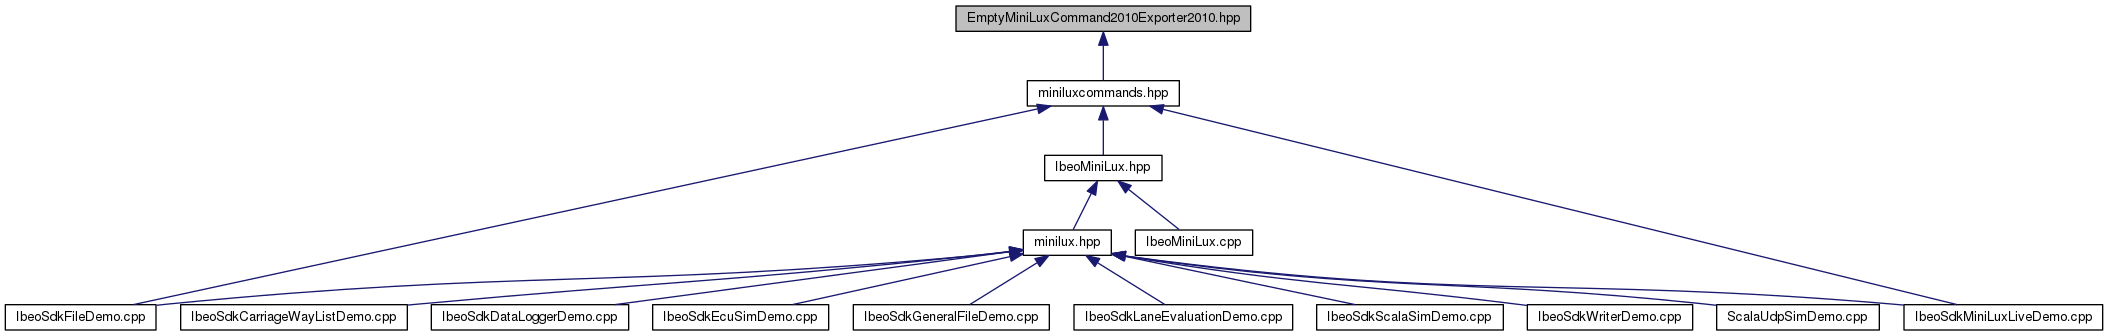 EmptyMiniLuxCommand2010Exporter2010.hpp
miniluxcommands.hpp
IbeoMiniLux.hpp
minilux.hpp
IbeoMiniLux.cpp
IbeoSdkFileDemo.cpp
IbeoSdkCarriageWayListDemo.cpp
IbeoSdkDataLoggerDemo.cpp
IbeoSdkEcuSimDemo.cpp
IbeoSdkGeneralFileDemo.cpp
IbeoSdkLaneEvaluationDemo.cpp
IbeoSdkScalaSimDemo.cpp
IbeoSdkWriterDemo.cpp
ScalaUdpSimDemo.cpp
IbeoSdkMiniLuxLiveDemo.cpp